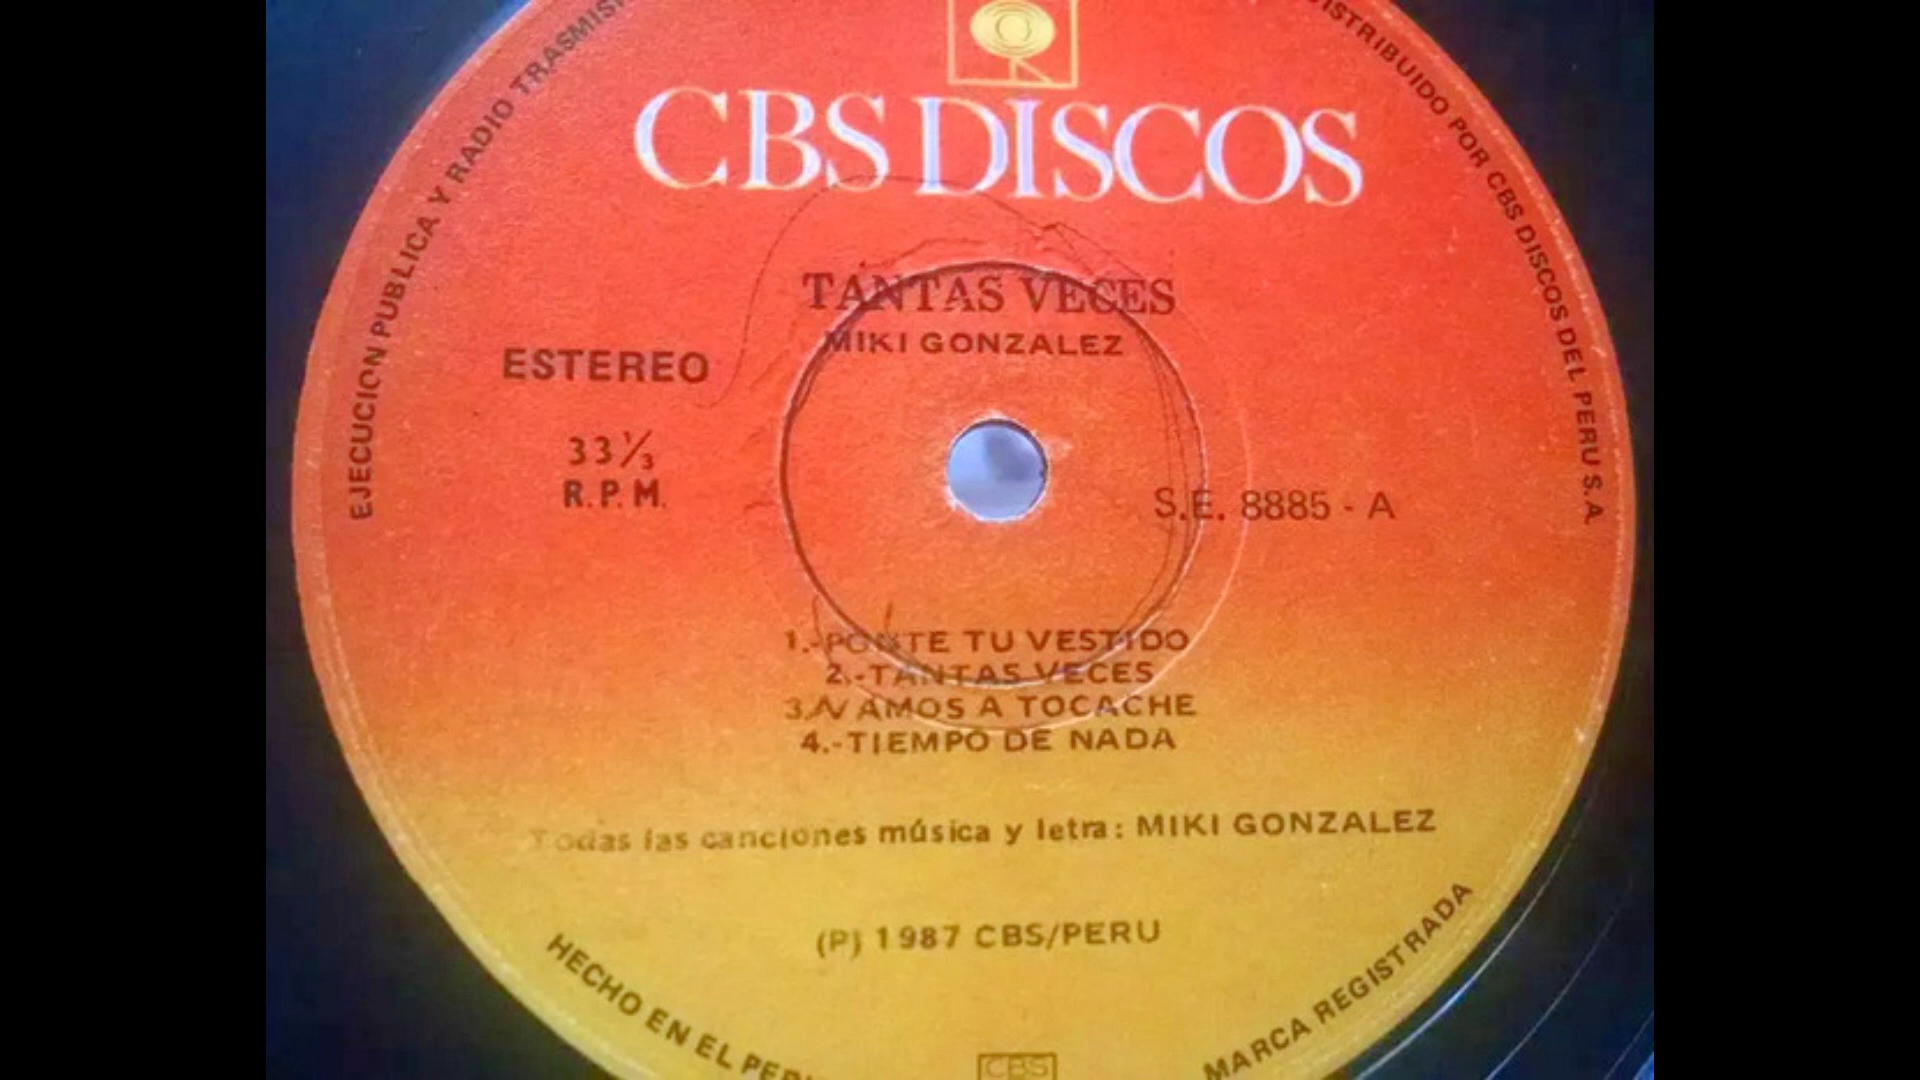 EJECUCION PUBLICA Y RADIO
DISTRIBUIDO POR CBS DISCOS DEL PERU S.A.
CBS DISCOS
TANTAS VECES
MIKI GONZALEZ
ESTEREO
33⅓
R.P.M.
S.E. 8885 - A
1.-PONTE TU VESTIDO
2.-TANTAS VECES
3.-VAMOS A TOCACHE
4.-TIEMPO DE NADA
Todas las canciones música y letra: MIKI GONZALEZ
(P) 1987 CBS/PERU
HECHO EN EL
MARCA REGISTRADA
CBS